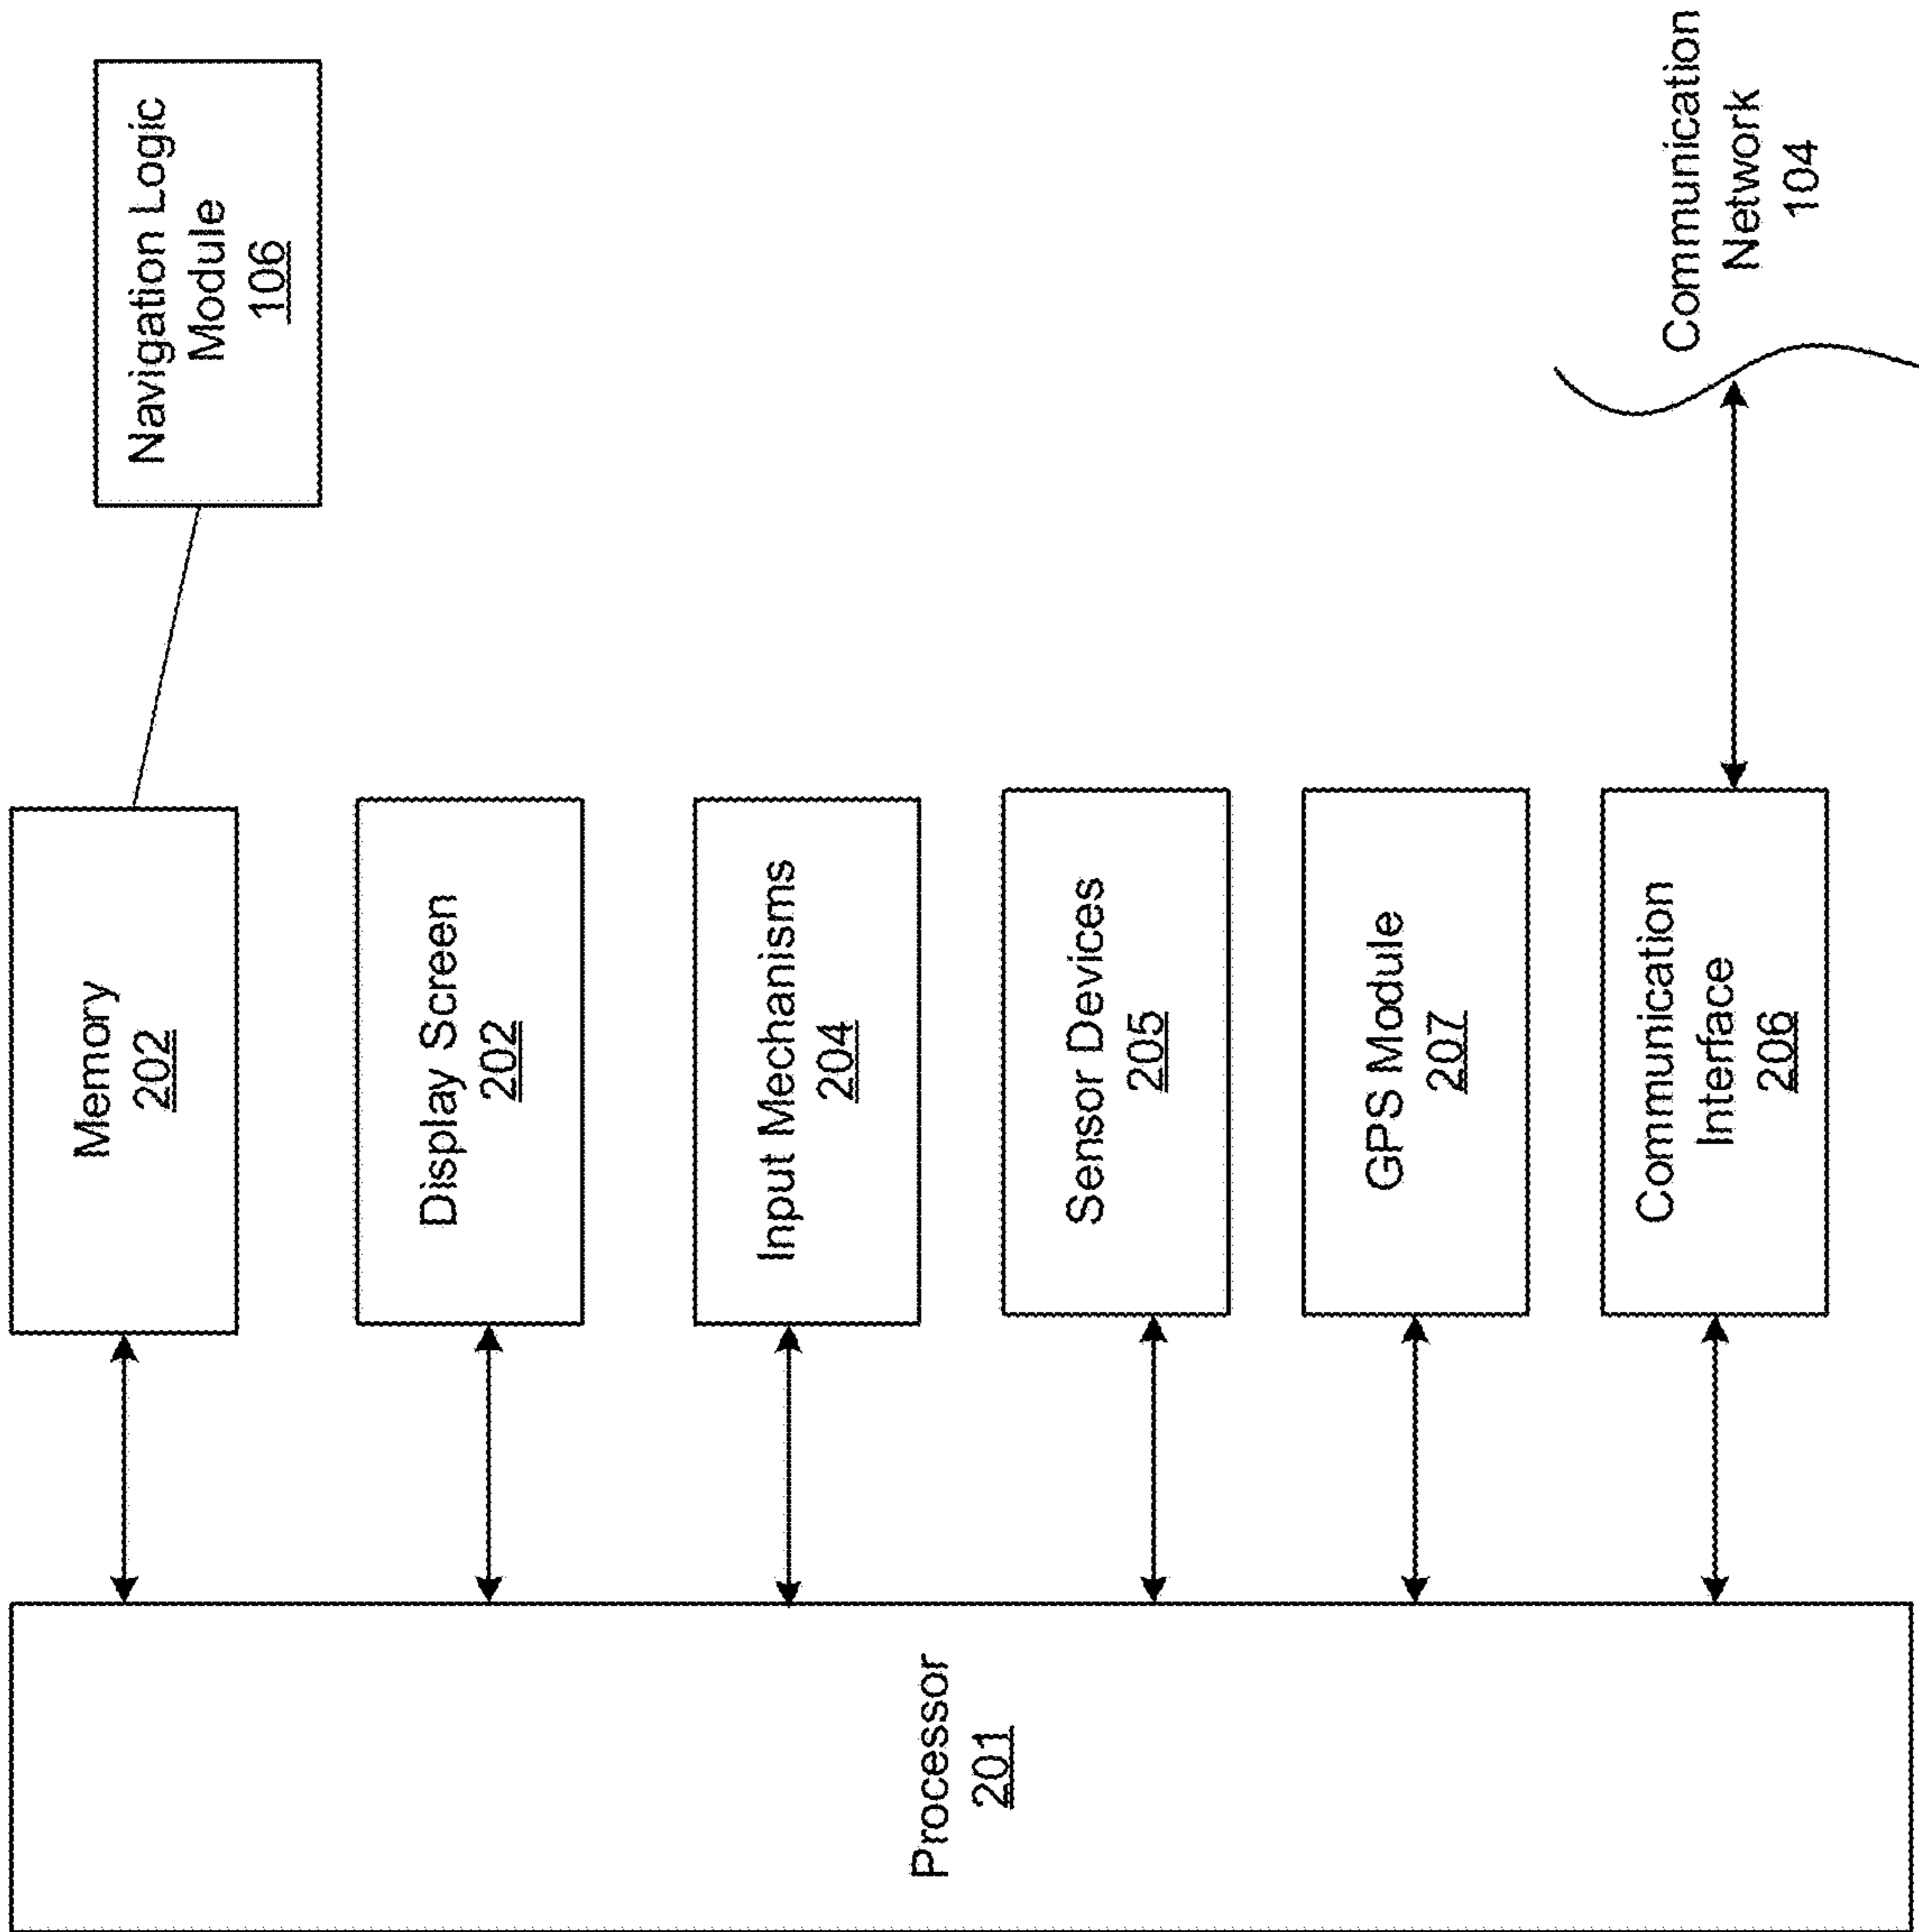 Processor
201
Memory
202
Display Screen
202
Input Mechanisms
204
Sensor Devices
205
GPS Module
207
Communication
Interface
206
Navigation Logic
Module
106
Communication
Network
104